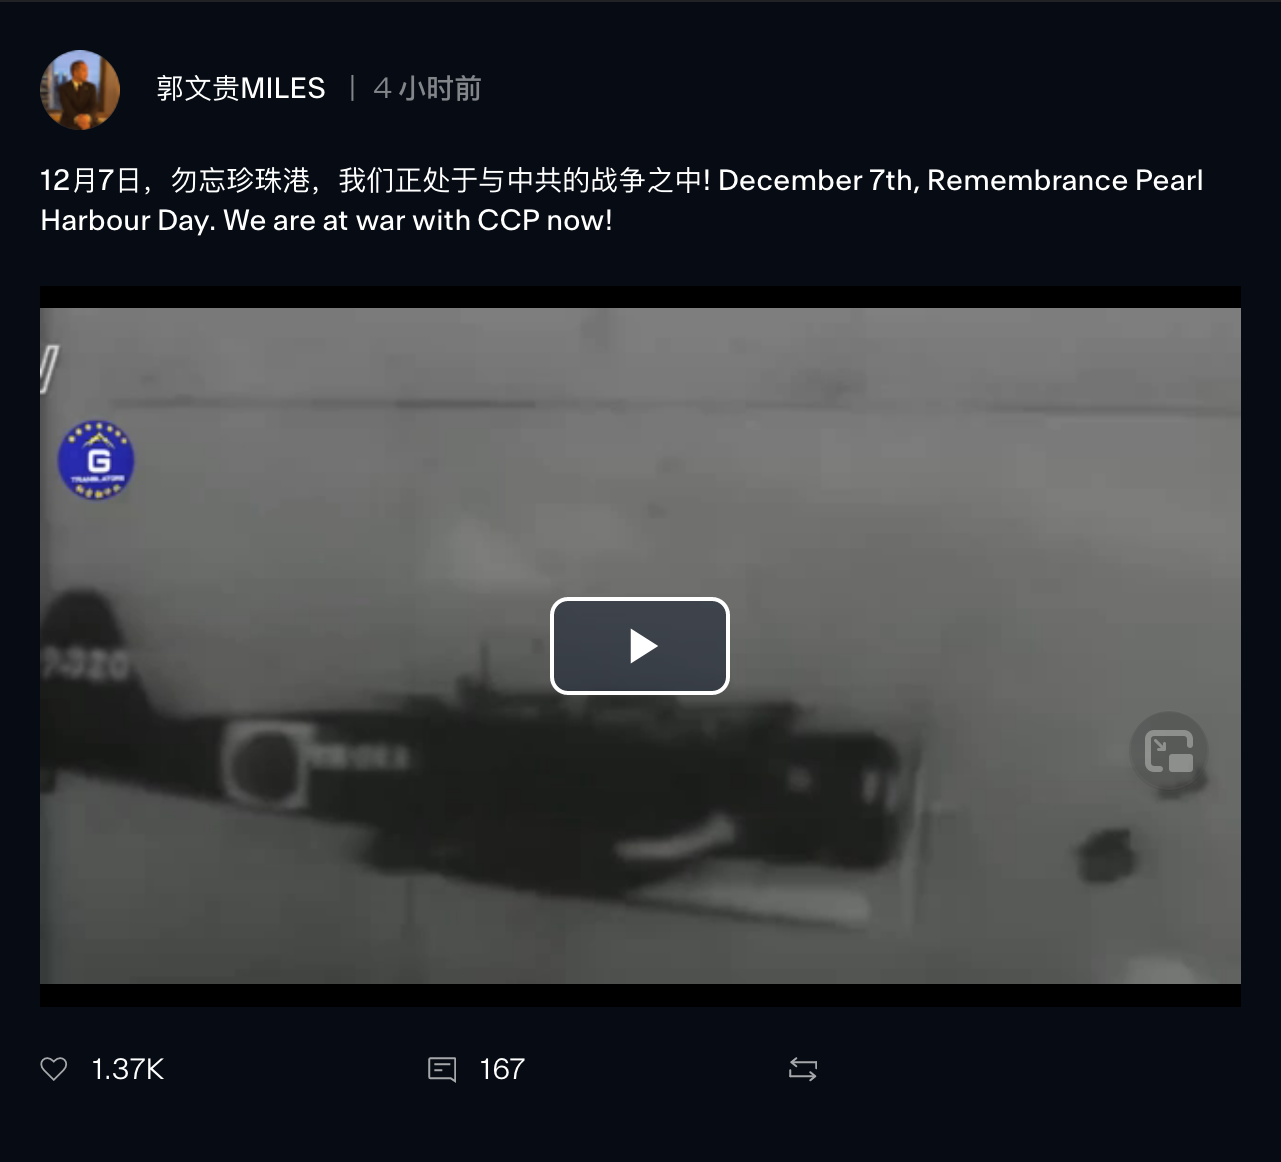 郭文贵MILES | 4 小时前
12月7日，勿忘珍珠港，我们正处于与中共的战争之中! December 7th, Remembrance Pearl
Harbour Day. We are at war with CCP now!
G
TRANSLATORS
1.37K 167